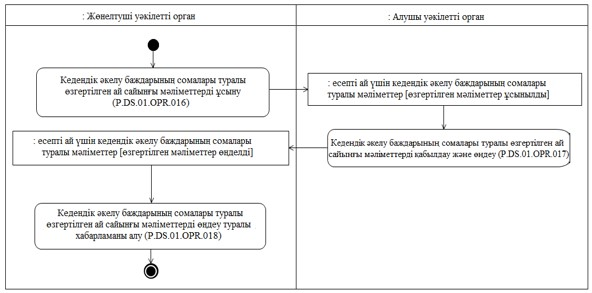 : Жөнелтуші уәкілетті орган
: Алушы уәкілетті орган
Кедендік әкелу баждарының сомалары туралы
өзгертілген ай сайынғы мәліметтерді ұсыну
(P.DS.01.OPR.016)
: есепті ай үшін кедендік әкелу баждарының сомалары
туралы мәліметтер [өзгертілген мәліметтер ұсынылды]
: есепті ай үшін кедендік әкелу баждарының сомалары
туралы мәліметтер [өзгертілген мәліметтер өңделді]
Кедендік әкелу баждарының сомалары туралы өзгертілген ай
сайынғы мәліметтерді қабылдау және өңдеу (P.DS.01.OPR.017)
Кедендік әкелу баждарының сомалары туралы
өзгертілген ай сайынғы мәліметтерді өңдеу туралы
хабарламаны алу (P.DS.01.OPR.018)